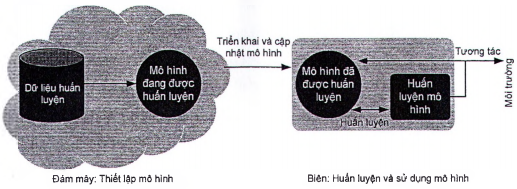 Triển khai và cập
nhật mô hình
Tương tác
Dữ liệu huấn
luyện
Mô hình
đang được
huấn luyện
Mô hình đã
được huấn
luyện
Huấn
luyện mô
hình
Huấn luyện
Môi trường
Đám mây: Thiết lập mô hình
Biên: Huấn luyện và sử dụng mô hình